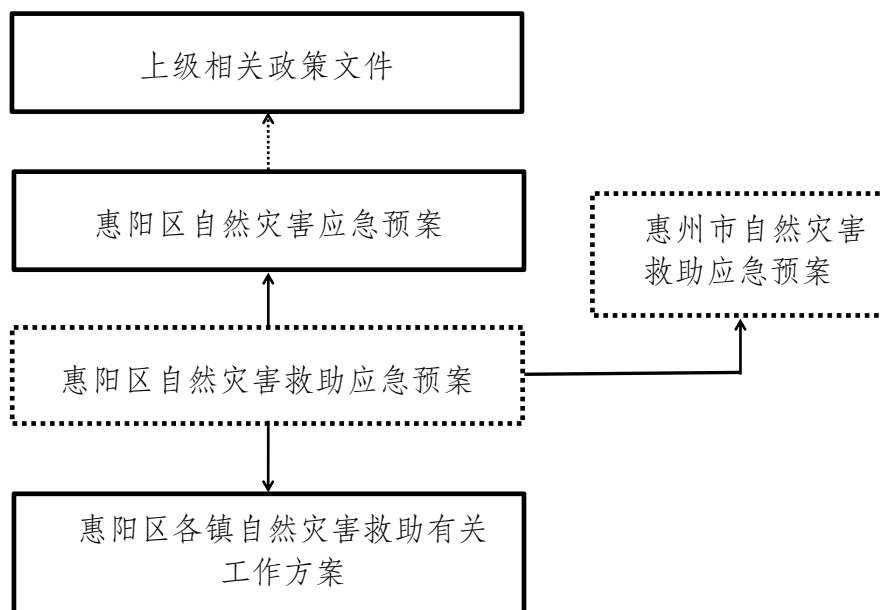 上级相关政策文件
惠阳区自然灾害应急预案
惠州市自然灾害
救助应急预案
惠阳区自然灾害救助应急预案
惠阳区各镇自然灾害救助有关
工作方案